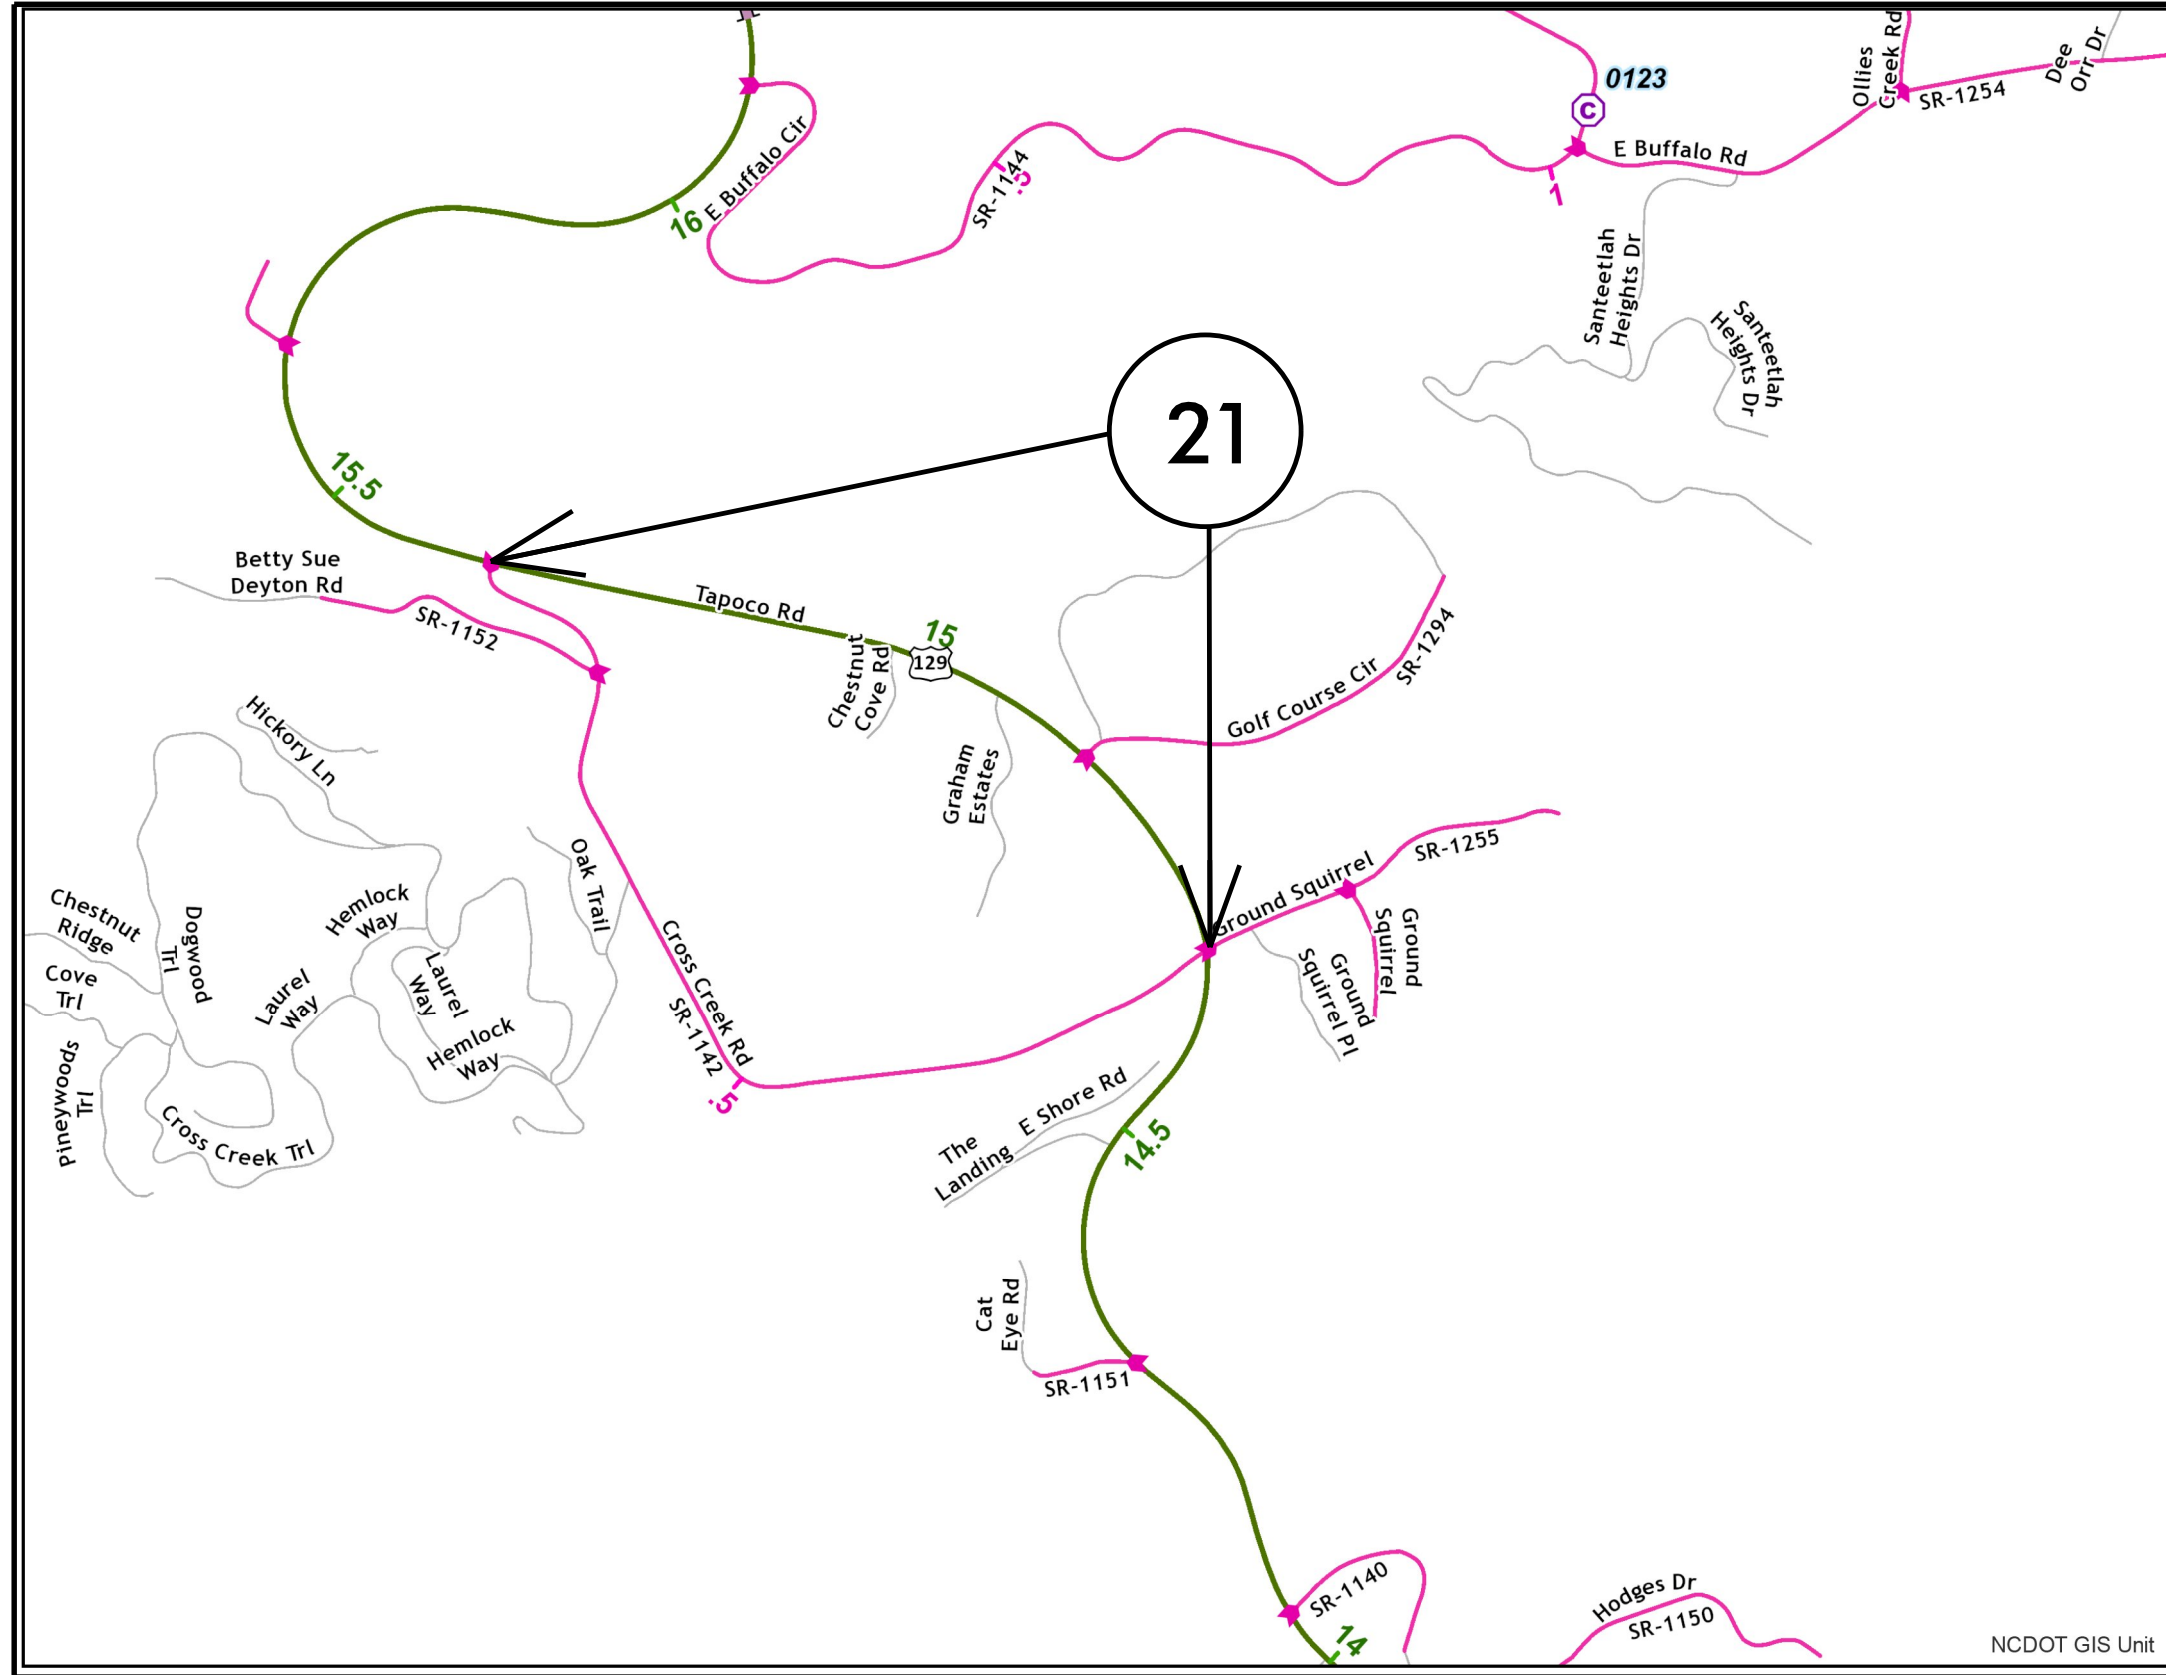 0123
C
Ollies
Creek Rd
SR-1254
Dee
Orr Dr
E Buffalo Cir
16
SR-1144
.5
1
E Buffalo Rd
Santeetlah
Heights Dr
Santeetlah
Heights Dr
21
15.5
Betty Sue
Deyton Rd
SR-1152
Tapoco Rd
15
129
Chestnut
Cove Rd
Graham
Estates
Golf Course Cir
SR-1294
Hickory Ln
Oak Trail
Chestnut
Ridge
Cove
Trl
Dogwood
Trl
Hemlock
Way
Laurel
Way
Laurel
Way
Hemlock
Way
Pineywoods
Trl
Cross Creek Trl
Cross Creek Rd
SR-1142
.5
Ground Squirrel
SR-1255
Ground
Squirrel
Ground
Squirrel Pl
E Shore Rd
The
Landing
14.5
Cat
Eye Rd
SR-1151
SR-1140
14
Hodges Dr
SR-1150
NCDOT GIS Unit